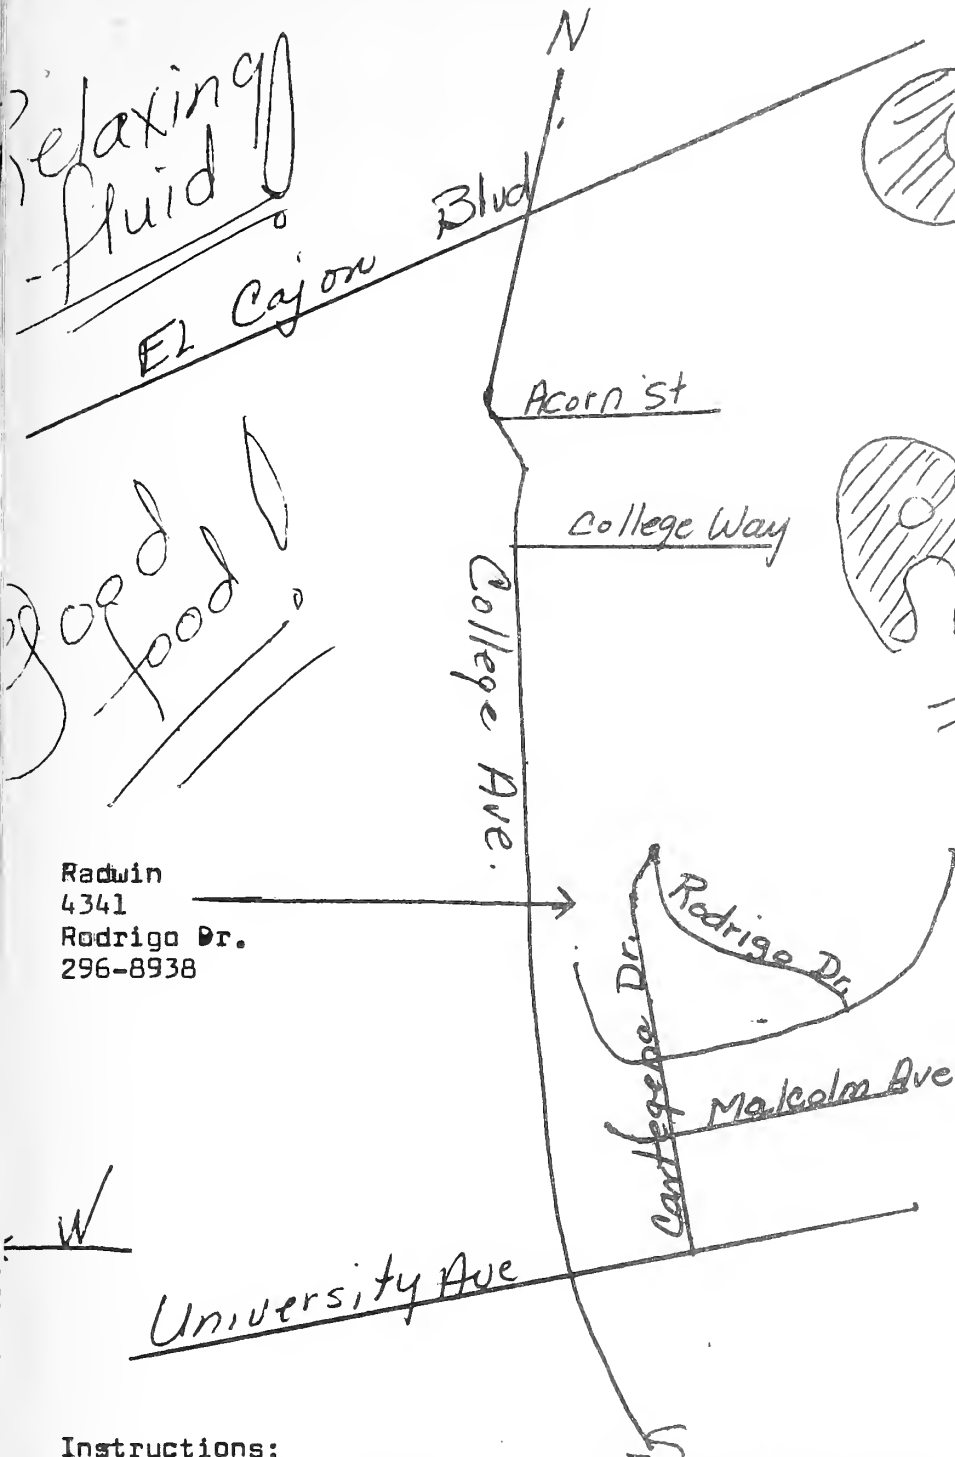 N
Relaxing
fluid!
El Cajon Blvd
Acorn St
College Way
good
food!
College Ave.
Radwin
4341
Rodrigo Dr.
296-8938
Rodrigo Dr.
Cartegena Dr.
Malcolm Ave
W
University Ave
S
Instructions: